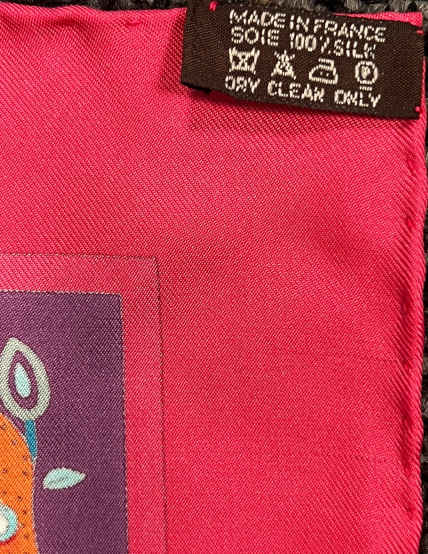 MADE IN FRANCE
SOIE 100% SILK
P
DRY CLEAN ONLY